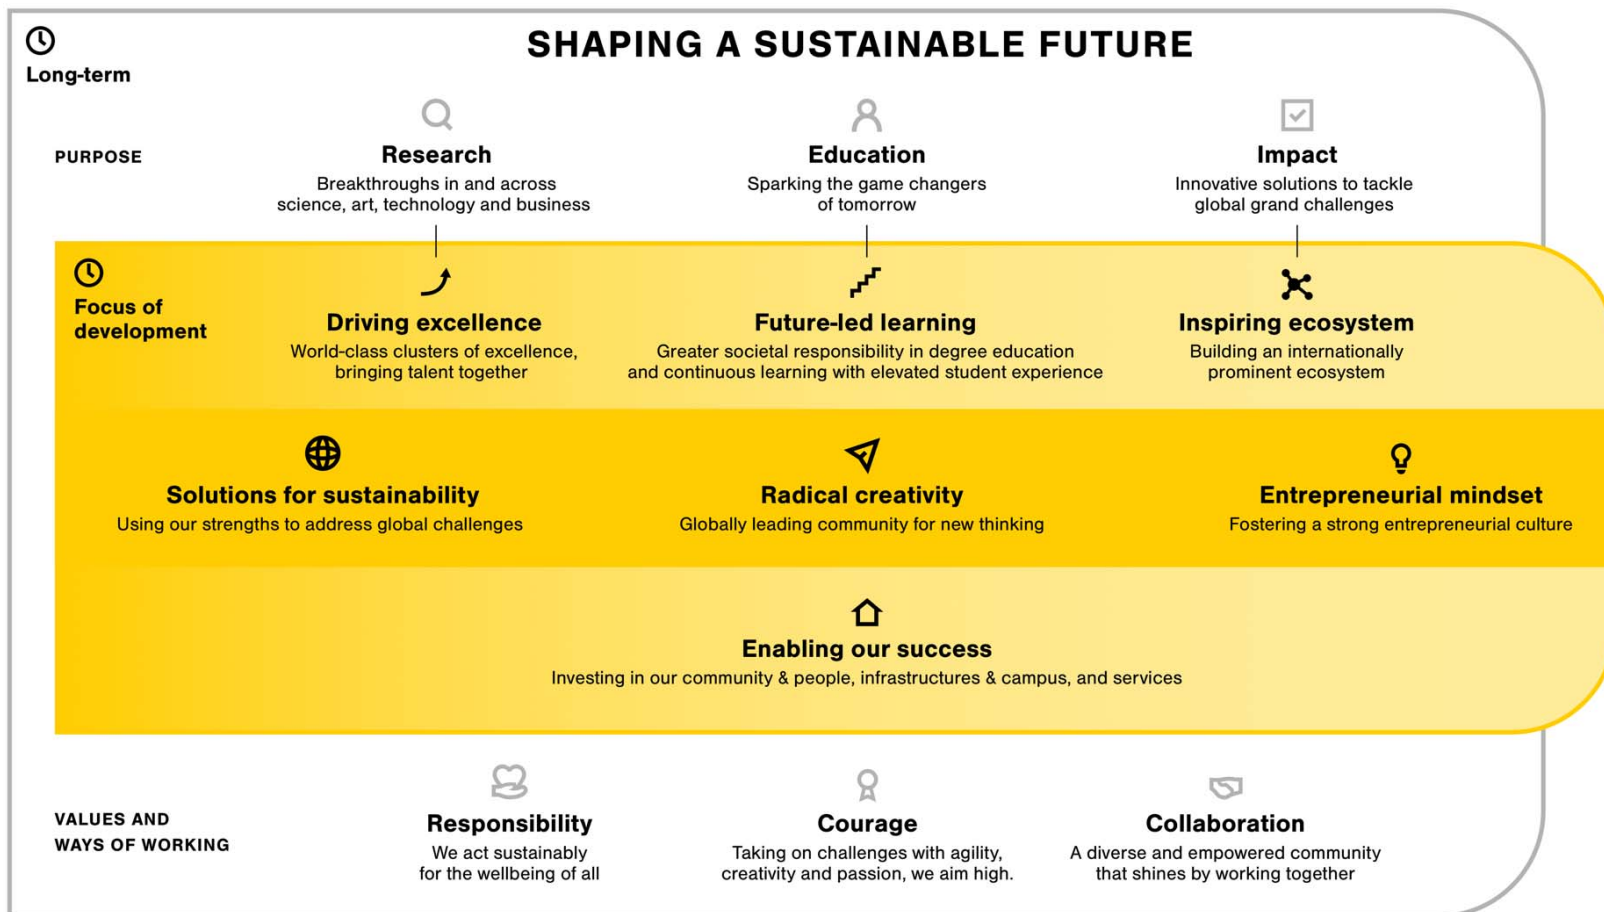 SHAPING A SUSTAINABLE FUTURE
Long-term
PURPOSE
Research
Breakthroughs in and across
science, art, technology and business
Education
Sparking the game changers
of tomorrow
Impact
Innovative solutions to tackle
global grand challenges
Focus of
development
Driving excellence
World-class clusters of excellence,
bringing talent together
Future-led learning
Greater societal responsibility in degree education
and continuous learning with elevated student experience
Inspiring ecosystem
Building an internationally
prominent ecosystem
Solutions for sustainability
Using our strengths to address global challenges
Radical creativity
Globally leading community for new thinking
Entrepreneurial mindset
Fostering a strong entrepreneurial culture
Enabling our success
Investing in our community & people, infrastructures & campus, and services
VALUES AND
WAYS OF WORKING
Responsibility
We act sustainably
for the wellbeing of all
Courage
Taking on challenges with agility,
creativity and passion, we aim high.
Collaboration
A diverse and empowered community
that shines by working together